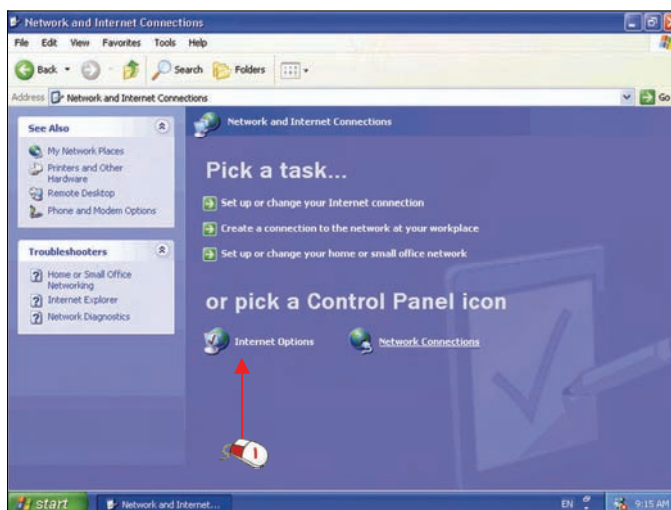 Network and Internet Connections
File Edit View Favorites Tools Help
Back Search Folders
Address Network and Internet Connections Go
See Also
My Network Places
Printers and Other
Hardware
Remote Desktop
Phone and Modem Options
Troubleshooters
Home or Small Office
Networking
Internet Explorer
Network Diagnostics
Network and Internet Connections
Pick a task...
Set up or change your Internet connection
Create a connection to the network at your workplace
Set up or change your home or small office network
or pick a Control Panel icon
Internet Options Network Connections
1
start Network and Internet... EN 9:15 AM